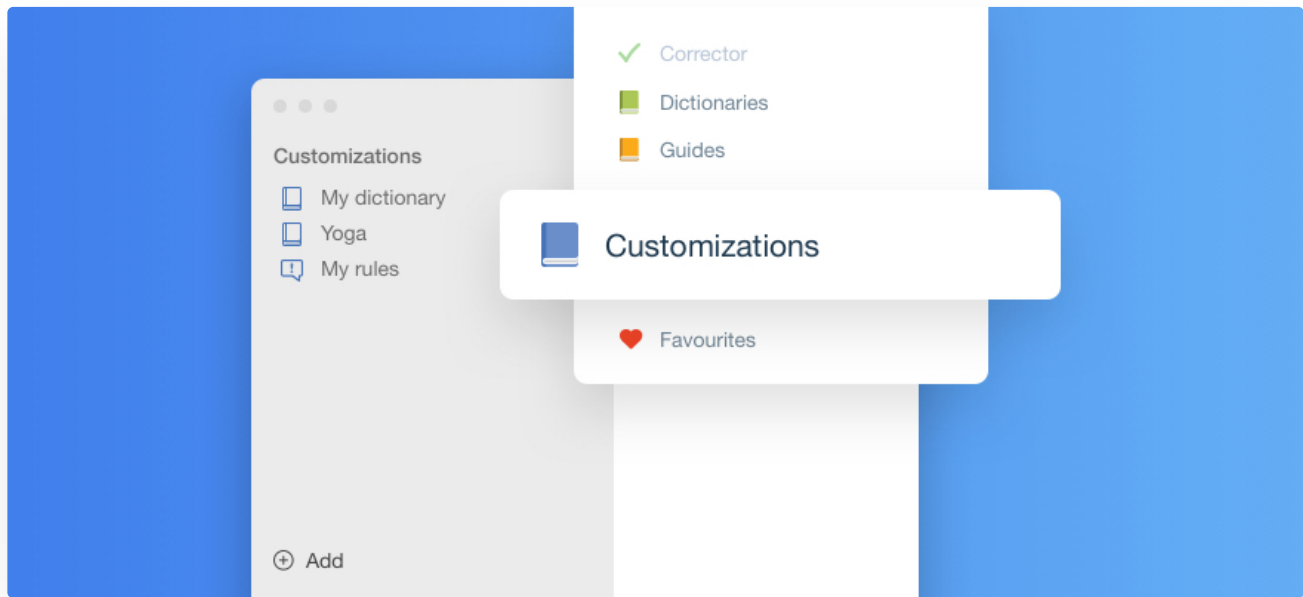 Corrector
Dictionaries
Guides
Customizations
Favourites
Customizations
My dictionary
Yoga
My rules
Add